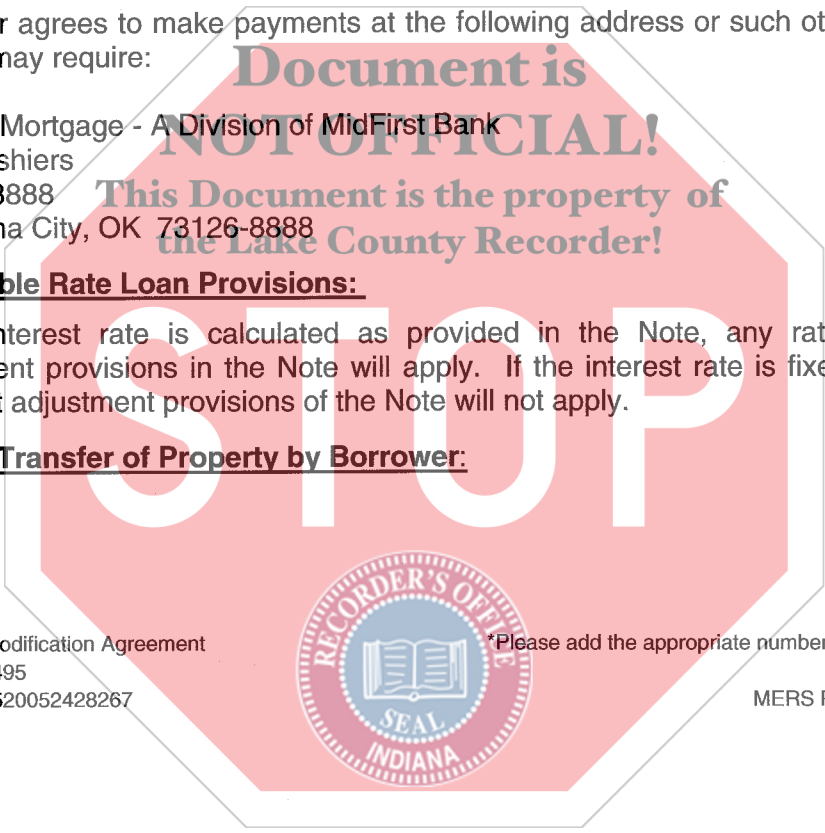 r agrees to make payments at the following address or such ot
may require:
Document is
Mortgage - A Division of MidFirst Bank
NOT OFFICIAL!
shiers
8888
This Document is the property of
na City, OK 73126-8888
the Lake County Recorder!
ble Rate Loan Provisions:
nterest rate is calculated as provided in the Note, any rat
ent provisions in the Note will apply. If the interest rate is fixe
t adjustment provisions of the Note will not apply.
Transfer of Property by Borrower:
STOP
RECORDER'S OFFICE
SEAL
INDIANA
odification Agreement
*Please add the appropriate number
495
520052428267
MERS P